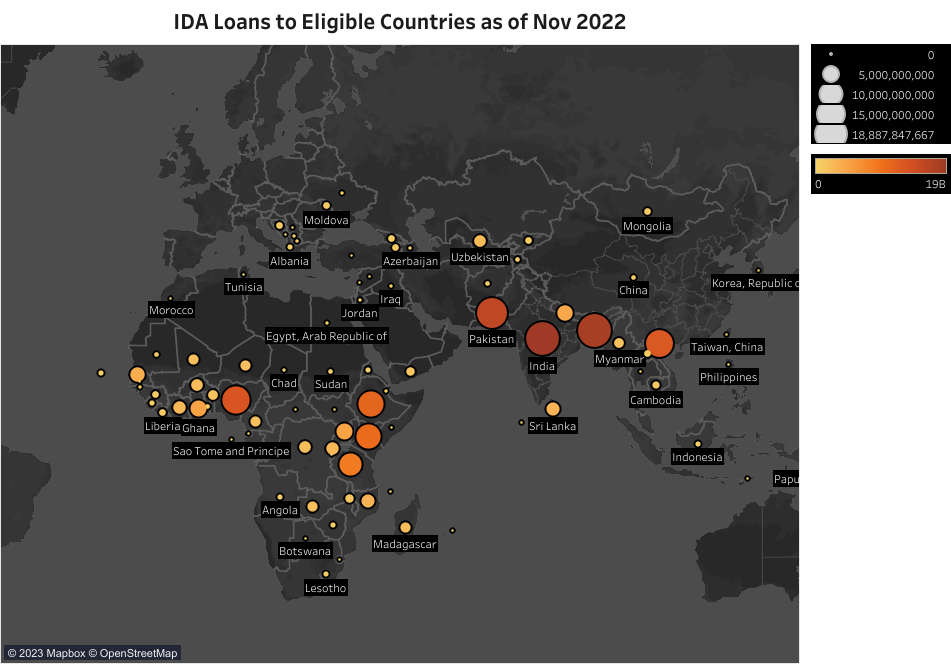 IDA Loans to Eligible Countries as of Nov 2022
0
5,000,000,000
10,000,000,000
15,000,000,000
18,887,847,667
0 19B
Moldova
Mongolia
Albania
Azerbaijan
Uzbekistan
Tunisia
China
Korea, Republic o
Iraq
Morocco
Jordan
Egypt, Arab Republic of
Pakistan
Taiwan, China
Myanmar
India
Philippines
Chad
Sudan
Cambodia
Liberia
Ghana
Sri Lanka
Sao Tome and Principe
Indonesia
Papu
Angola
Madagascar
Botswana
Lesotho
© 2023 Mapbox © OpenStreetMap